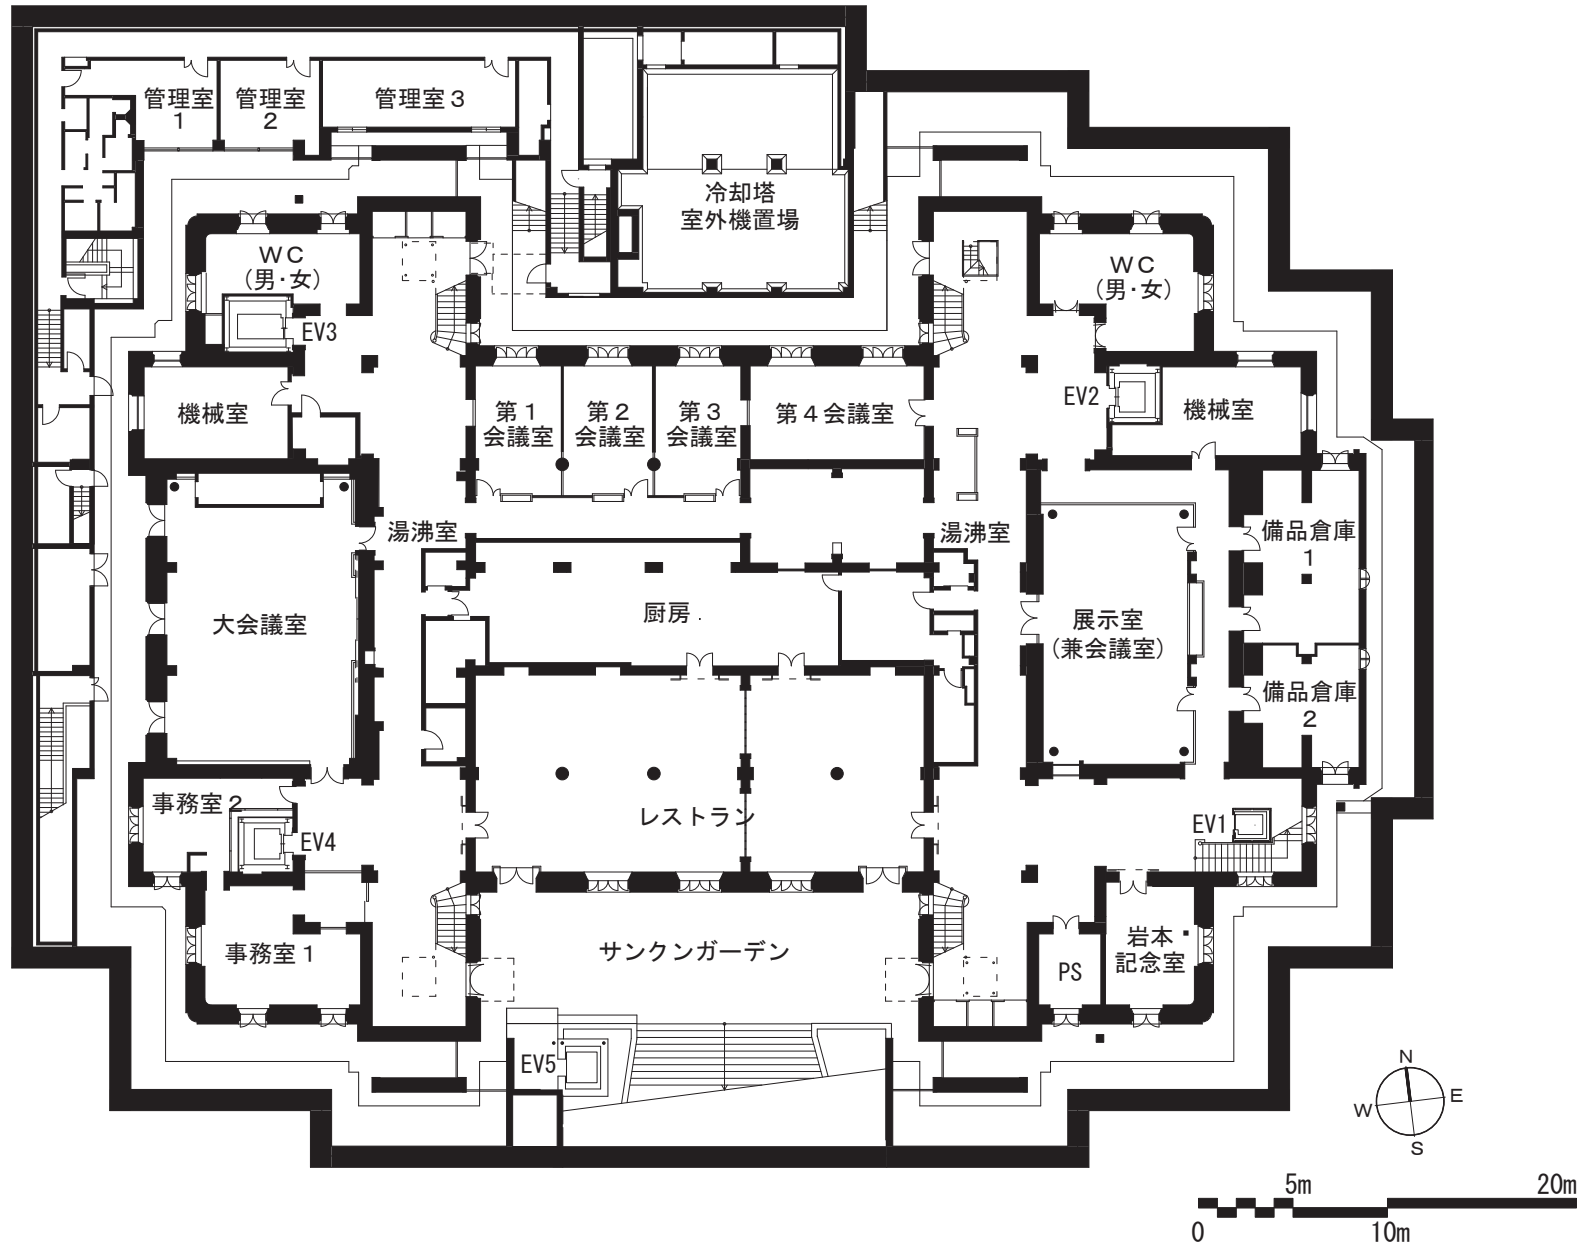 管理室
1
管理室
2
管理室3
冷却塔
室外機置場
WC
(男・女)
WC
(男・女)
EV3
EV2
機械室
第1
会議室
第2
会議室
第3
会議室
第4会議室
機械室
湯沸室
湯沸室
備品倉庫
1
大会議室
厨房
展示室
(兼会議室)
備品倉庫
2
事務室2
レストラン
EV4
EV1
事務室1
サンクンガーデン
岩本
記念室
PS
EV5
N
W
E
S
5m
20m
0
10m